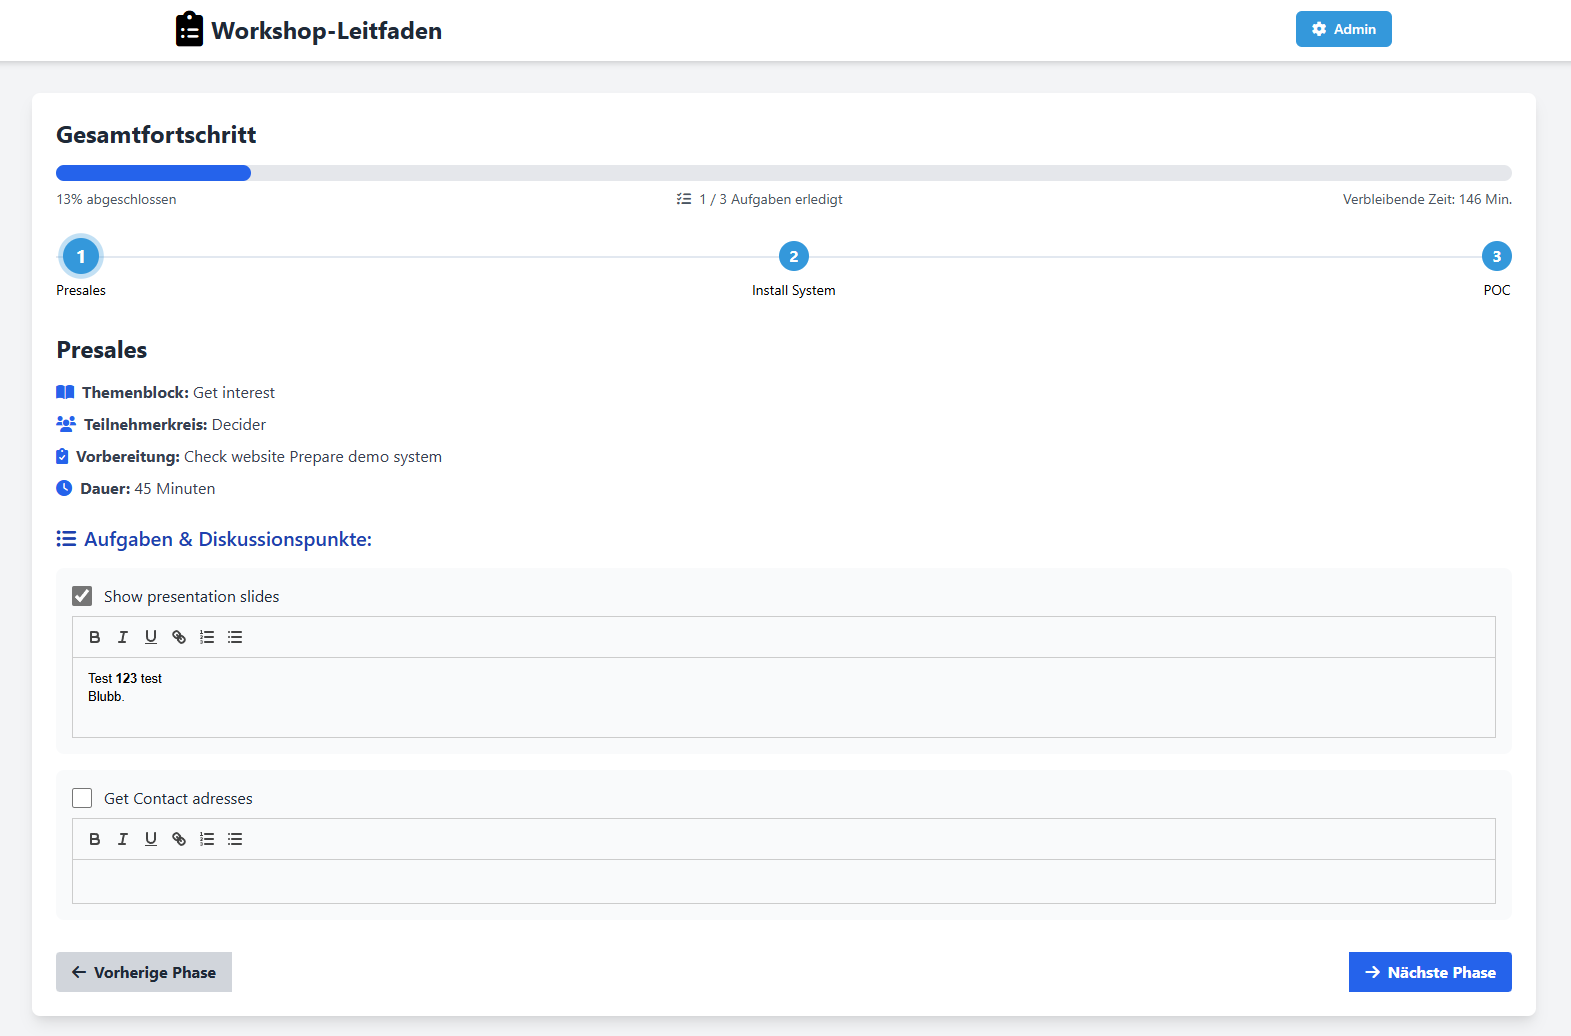 Workshop-Leitfaden
Admin
Gesamtfortschritt
13% abgeschlossen
1 / 3 Aufgaben erledigt
Verbleibende Zeit: 146 Min.
1
2
3
Presales
Install System
POC
Presales
Themenblock: Get interest
Teilnehmerkreis: Decider
Vorbereitung: Check website Prepare demo system
Dauer: 45 Minuten
Aufgaben & Diskussionspunkte:
Show presentation slides
B I U
Test 123 test
Blubb.
Get Contact adresses
B I U
Vorherige Phase
Nächste Phase